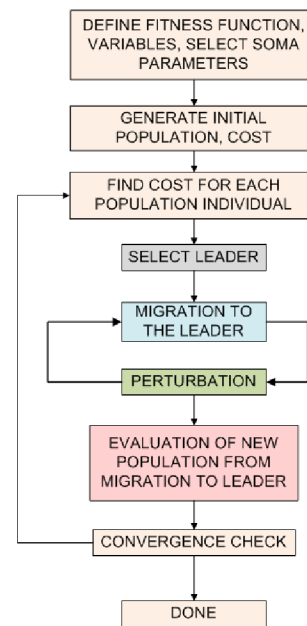 DEFINE FITNESS FUNCTION,
VARIABLES, SELECT SOMA
PARAMETERS
GENERATE INITIAL
POPULATION, COST
FIND COST FOR EACH
POPULATION INDIVIDUAL
SELECT LEADER
MIGRATION TO
THE LEADER
PERTURBATION
EVALUATION OF NEW
POPULATION FROM
MIGRATION TO LEADER
CONVERGENCE CHECK
DONE